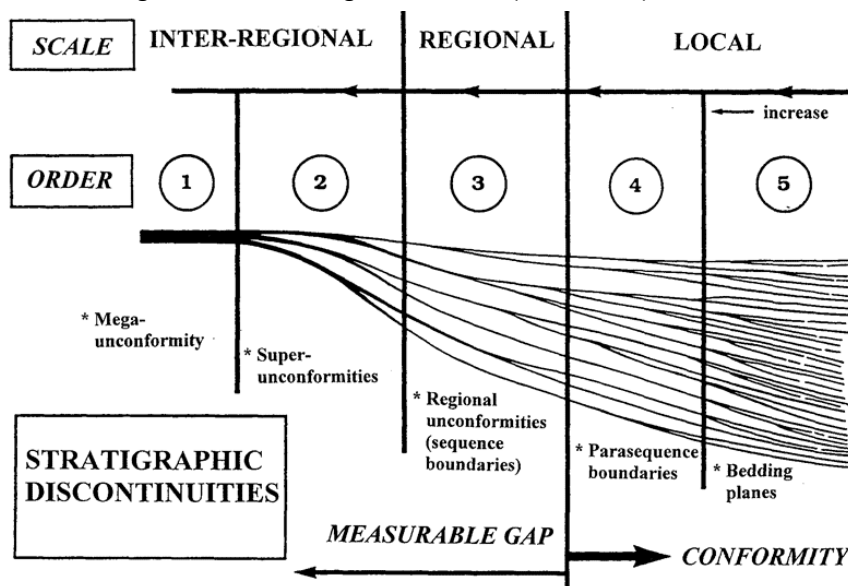 SCALE
INTER-REGIONAL
REGIONAL
LOCAL
increase
ORDER
1
2
3
4
5
* Mega-
unconformity
* Super-
unconformities
* Regional
unconformities
(sequence
boundaries)
* Parasequence
boundaries
* Bedding
planes
STRATIGRAPHIC
DISCONTINUITIES
MEASURABLE GAP
CONFORMITY